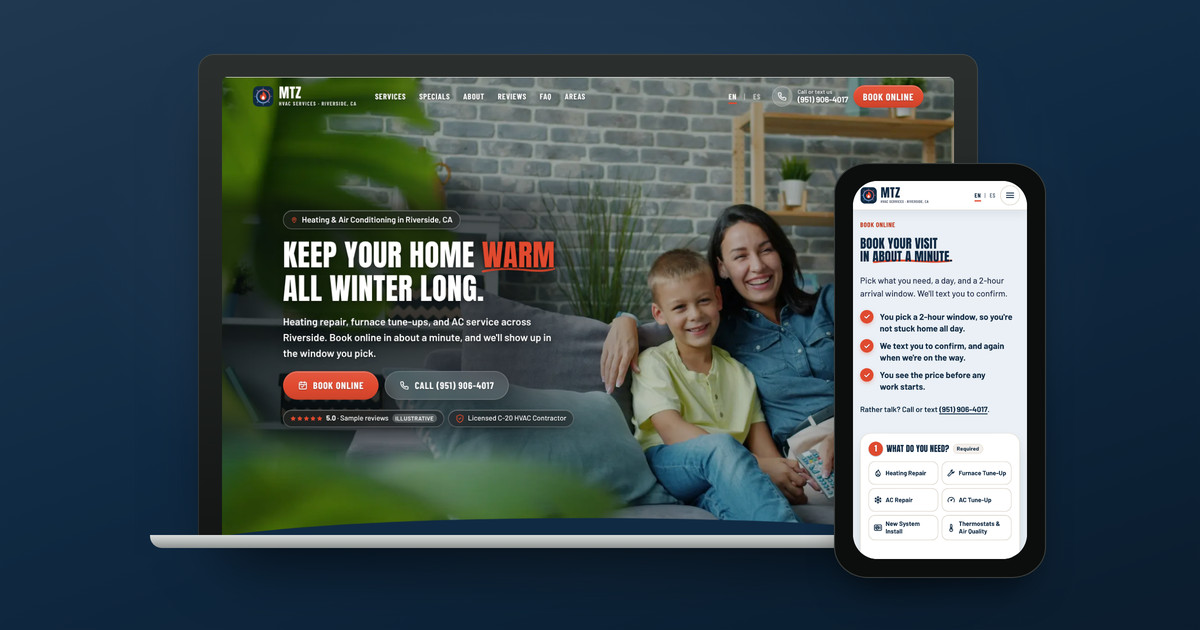 MTZ
HVAC SERVICES · RIVERSIDE, CA
SERVICES
SPECIALS
ABOUT
REVIEWS
FAQ
AREAS
EN | ES
Call or text us
(951) 906-4017
BOOK ONLINE
Heating & Air Conditioning in Riverside, CA
KEEP YOUR HOME WARM
ALL WINTER LONG.
Heating repair, furnace tune-ups, and AC service across
Riverside. Book online in about a minute, and we'll show up in
the window you pick.
BOOK ONLINE
CALL (951) 906-4017
5.0 · Sample reviews ILLUSTRATIVE
Licensed C-20 HVAC Contractor
MTZ
HVAC SERVICES · RIVERSIDE, CA
EN | ES
BOOK ONLINE
BOOK YOUR VISIT
IN ABOUT A MINUTE.
Pick what you need, a day, and a 2-hour
arrival window. We'll text you to confirm.
You pick a 2-hour window, so you're
not stuck home all day.
We text you to confirm, and again
when we're on the way.
You see the price before any
work starts.
Rather talk? Call or text (951) 906-4017.
1 WHAT DO YOU NEED? Required
Heating Repair
Furnace Tune-Up
AC Repair
AC Tune-Up
New System
Install
Thermostats &
Air Quality